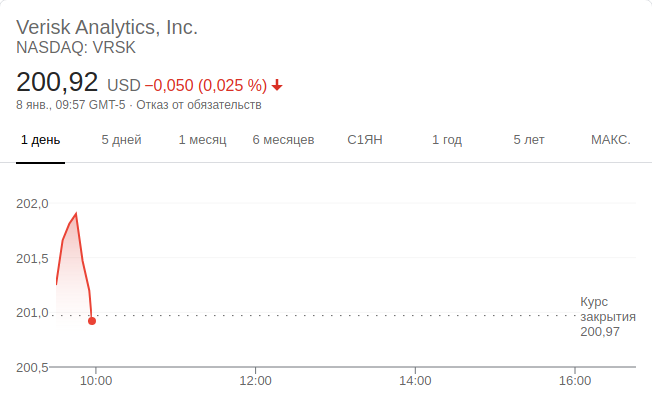 Verisk Analytics, Inc.
NASDAQ: VRSK
200,92 USD −0,050 (0,025 %)
8 янв., 09:57 GMT-5 · Отказ от обязательств
1 день 5 дней 1 месяц 6 месяцев С1ЯН 1 год 5 лет МАКС.
202,0
201,5
201,0
200,5
Курс
закрытия
200,97
10:00 12:00 14:00 16:00